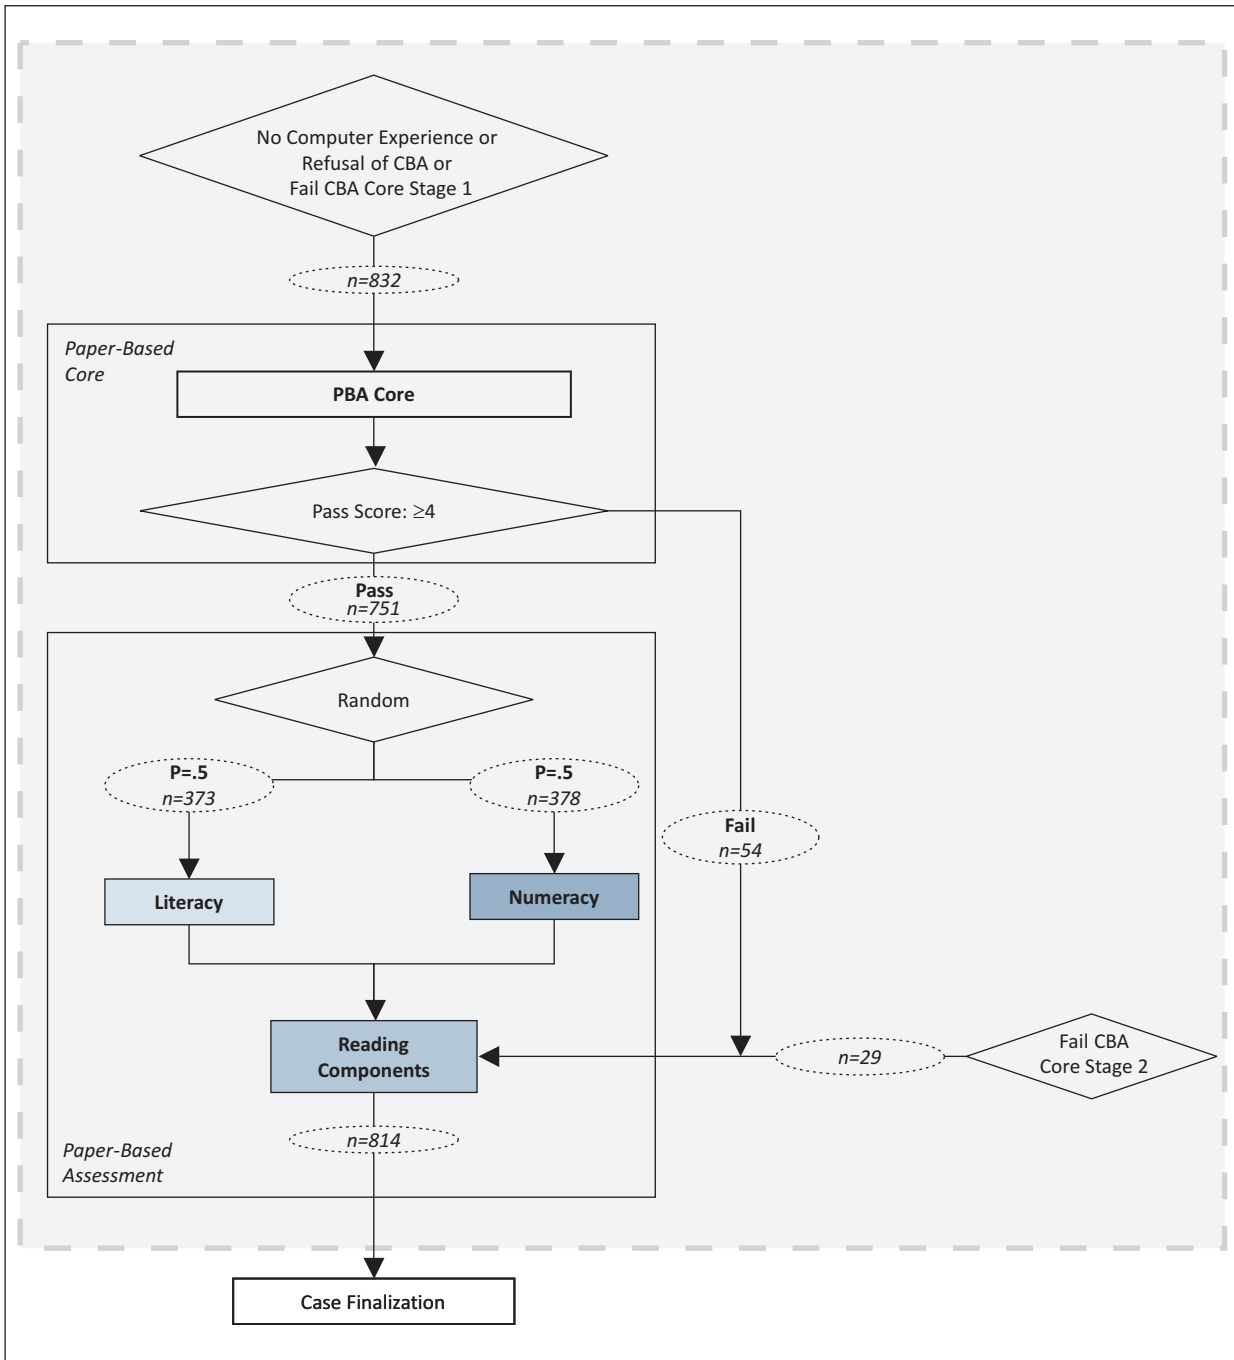 No Computer Experience or
Refusal of CBA or
Fail CBA Core Stage 1
n=832
Paper-Based
Core
PBA Core
Pass Score: ≥4
Pass
n=751
Random
P=.5
n=373
P=.5
n=378
Fail
n=54
Literacy
Numeracy
Reading
Components
n=29
Fail CBA
Core Stage 2
n=814
Paper-Based
Assessment
Case Finalization